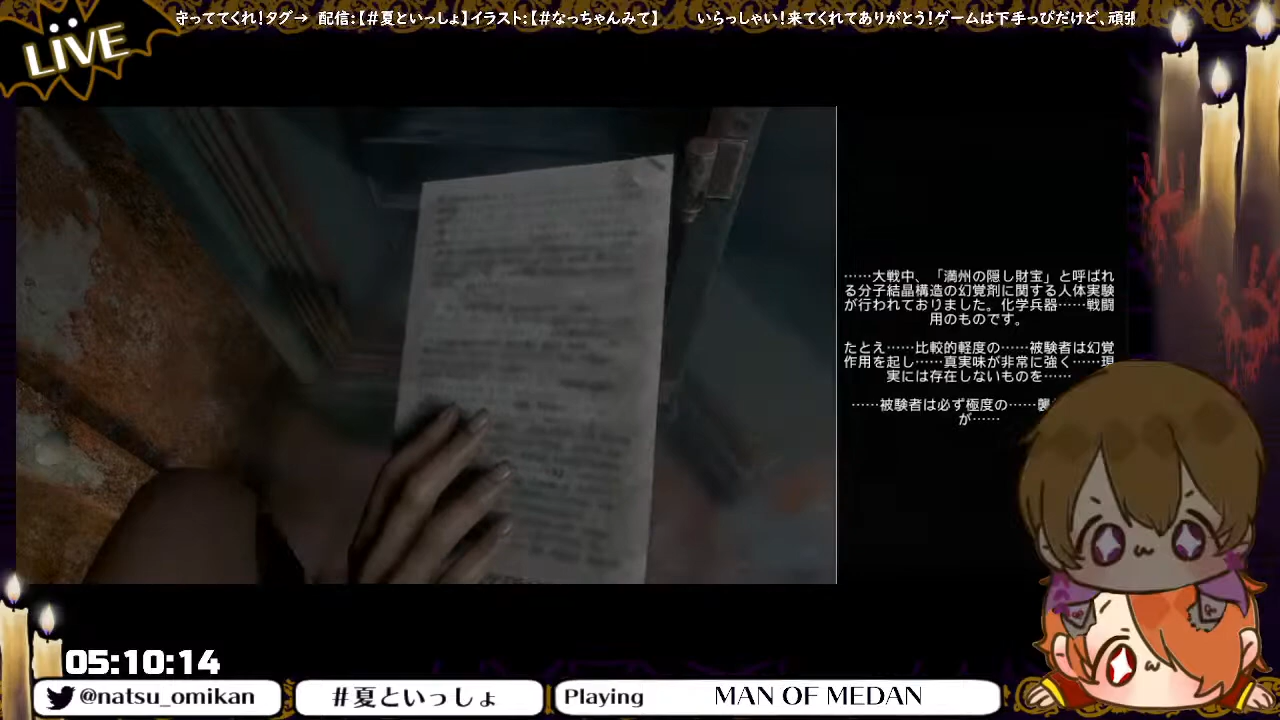 守っててくれ!タグ→ 配信:【#夏といっしょ】イラスト:【#なっちゃんみて】 いらっしゃい!来てくれてありがとう!ゲームは下手っぴだけど、頑張
LiVE
……大戦中、「満州の隠し財宝」と呼ばれ
る分子結晶構造の幻覚剤に関する人体実験
が行われておりました。化学兵器……戦闘
用のものです。
たとえ……比較的軽度の……被験者は幻覚
作用を起し……真実味が非常に強く……現
実には存在しないものを……
……被験者は必ず極度の……襲
が……
05:10:14
@natsu_omikan
#夏といっしょ
Playing MAN OF MEDAN